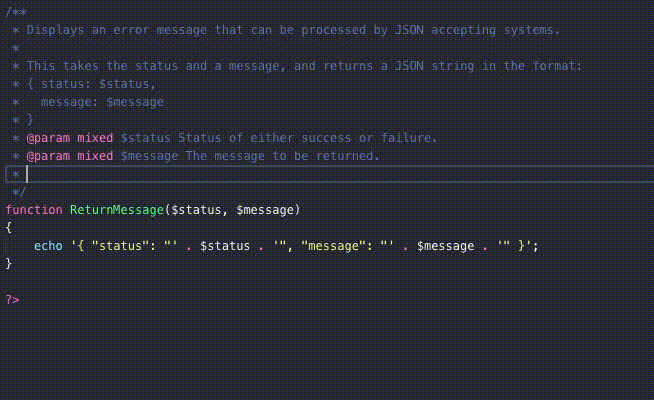 /**
 * Displays an error message that can be processed by JSON accepting systems.
 *
 * This takes the status and a message, and returns a JSON string in the format:
 * { status: $status,
 *   message: $message
 * }
 * @param mixed $status Status of either success or failure.
 * @param mixed $message The message to be returned.
 *
 */
function ReturnMessage($status, $message)
{
    echo '{ "status": "' . $status . '", "message": "' . $message . '" }';
}
?>